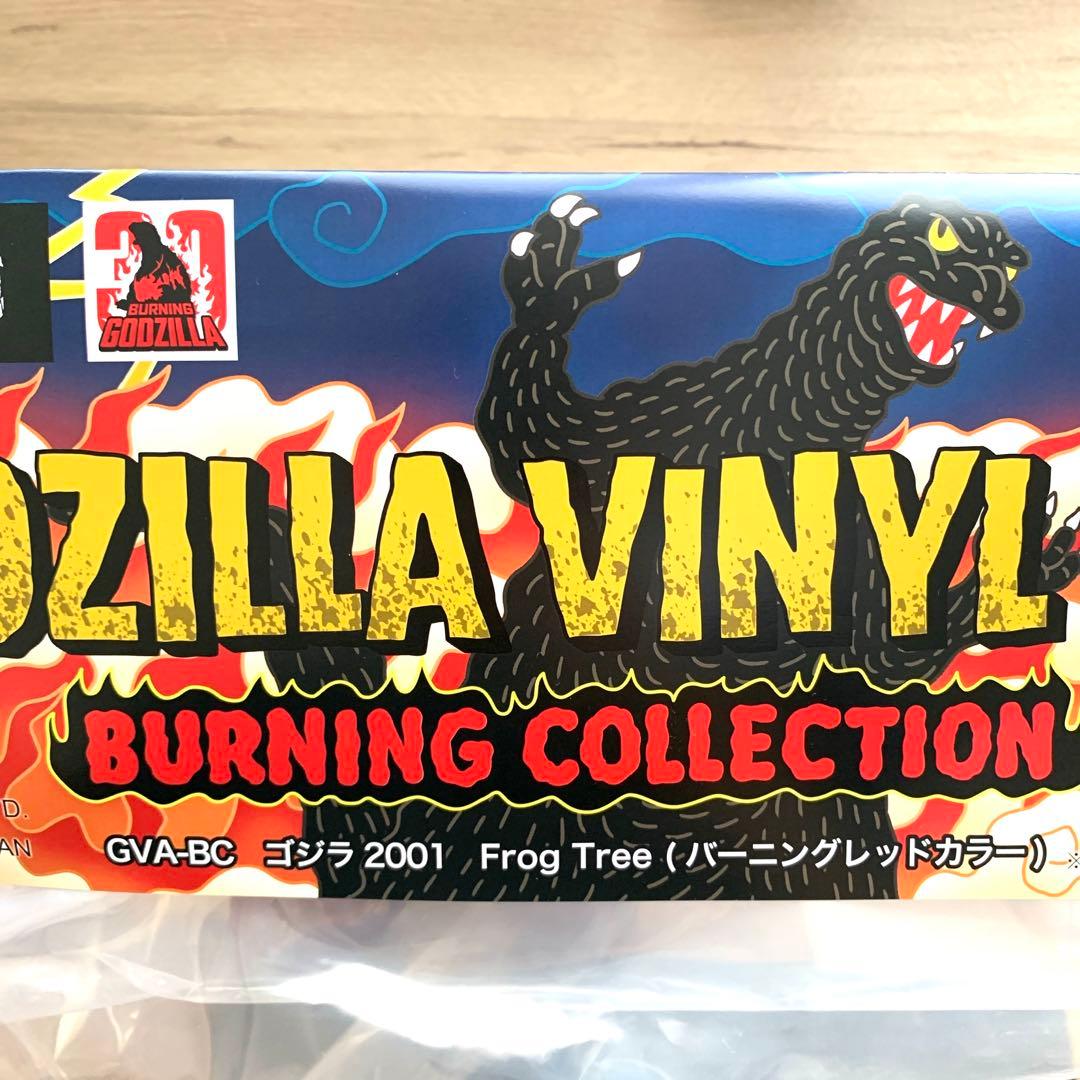 30
BURNING
GODZILLA
DZILLA VINYL
BURNING COLLECTION
D.
AN
GVA-BC ゴジラ 2001 Frog Tree (バーニングレッドカラー) ※